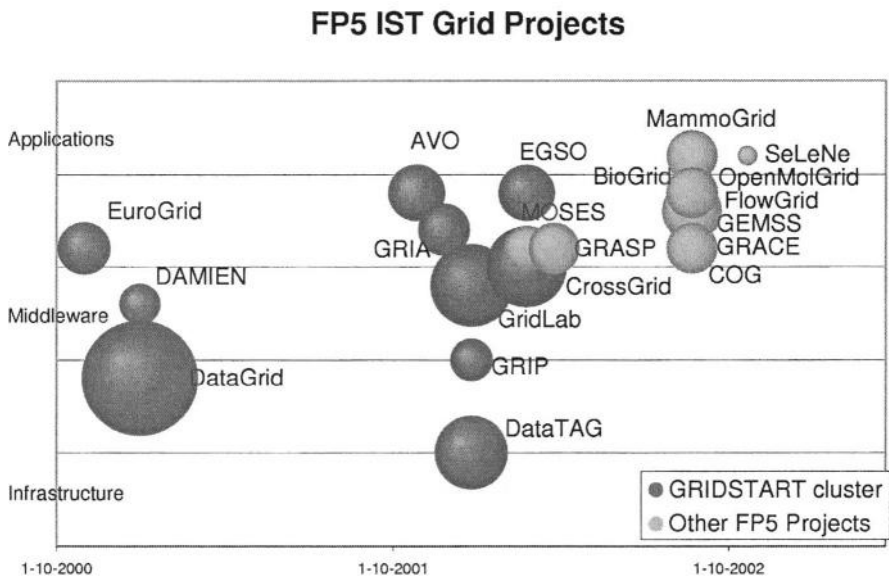 FP5 IST Grid Projects
MammoGrid
Applications
AVO
EGSO
SeLeNe
BioGrid
OpenMolGrid
FlowGrid
EuroGrid
MOSES
GEMSS
GRIA
GRASP
GRACE
DAMIEN
CrossGrid
COG
Middleware
GridLab
GRIP
DataGrid
DataTAG
Infrastructure
GRIDSTART cluster
Other FP5 Projects
1-10-2000
1-10-2001
1-10-2002